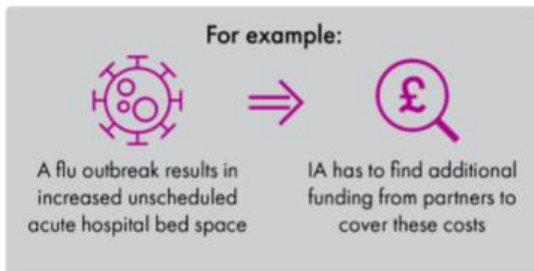 For example:
£
A flu outbreak results in
increased unscheduled
acute hospital bed space
IA has to find additional
funding from partners to
cover these costs